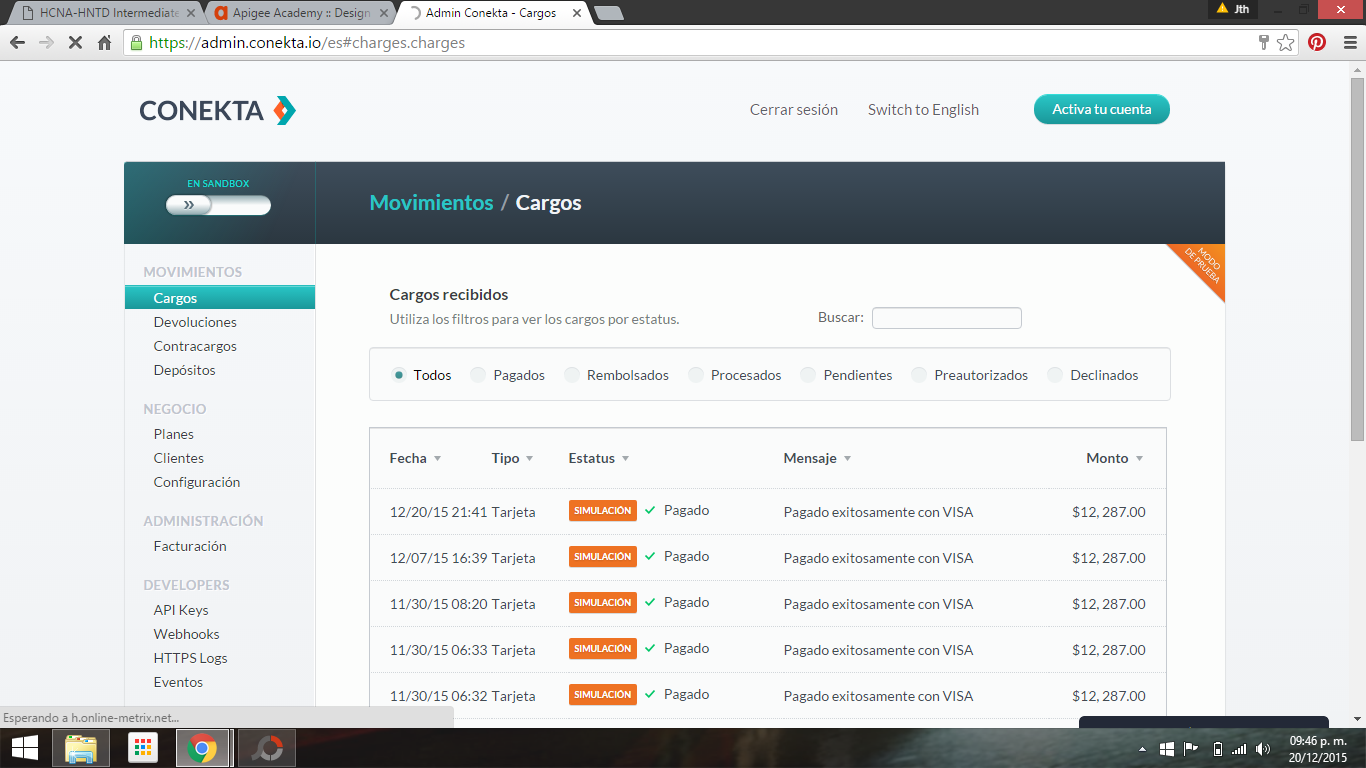 HCNA-HNTD Intermediate
Apigee Academy :: Design
Admin Conekta - Cargos
Jth
https://admin.conekta.io/es#charges.charges
CONEKTA
Cerrar sesión
Switch to English
Activa tu cuenta
EN SANDBOX
Movimientos / Cargos
MODO
DE PRUEBA
MOVIMIENTOS
Cargos
Devoluciones
Contracargos
Depósitos
NEGOCIO
Planes
Clientes
Configuración
ADMINISTRACIÓN
Facturación
DEVELOPERS
API Keys
Webhooks
HTTPS Logs
Eventos
Cargos recibidos
Utiliza los filtros para ver los cargos por estatus.
Buscar:
Todos Pagados Rembolsados Procesados Pendientes Preautorizados Declinados
Fecha Tipo Estatus Mensaje Monto
12/20/15 21:41 Tarjeta SIMULACIÓN Pagado Pagado exitosamente con VISA $12, 287.00
12/07/15 16:39 Tarjeta SIMULACIÓN Pagado Pagado exitosamente con VISA $12, 287.00
11/30/15 08:20 Tarjeta SIMULACIÓN Pagado Pagado exitosamente con VISA $12, 287.00
11/30/15 06:33 Tarjeta SIMULACIÓN Pagado Pagado exitosamente con VISA $12, 287.00
11/30/15 06:32 Tarjeta SIMULACIÓN Pagado Pagado exitosamente con VISA $12, 287.00
Esperando a h.online-metrix.net...
09:46 p. m.
20/12/2015